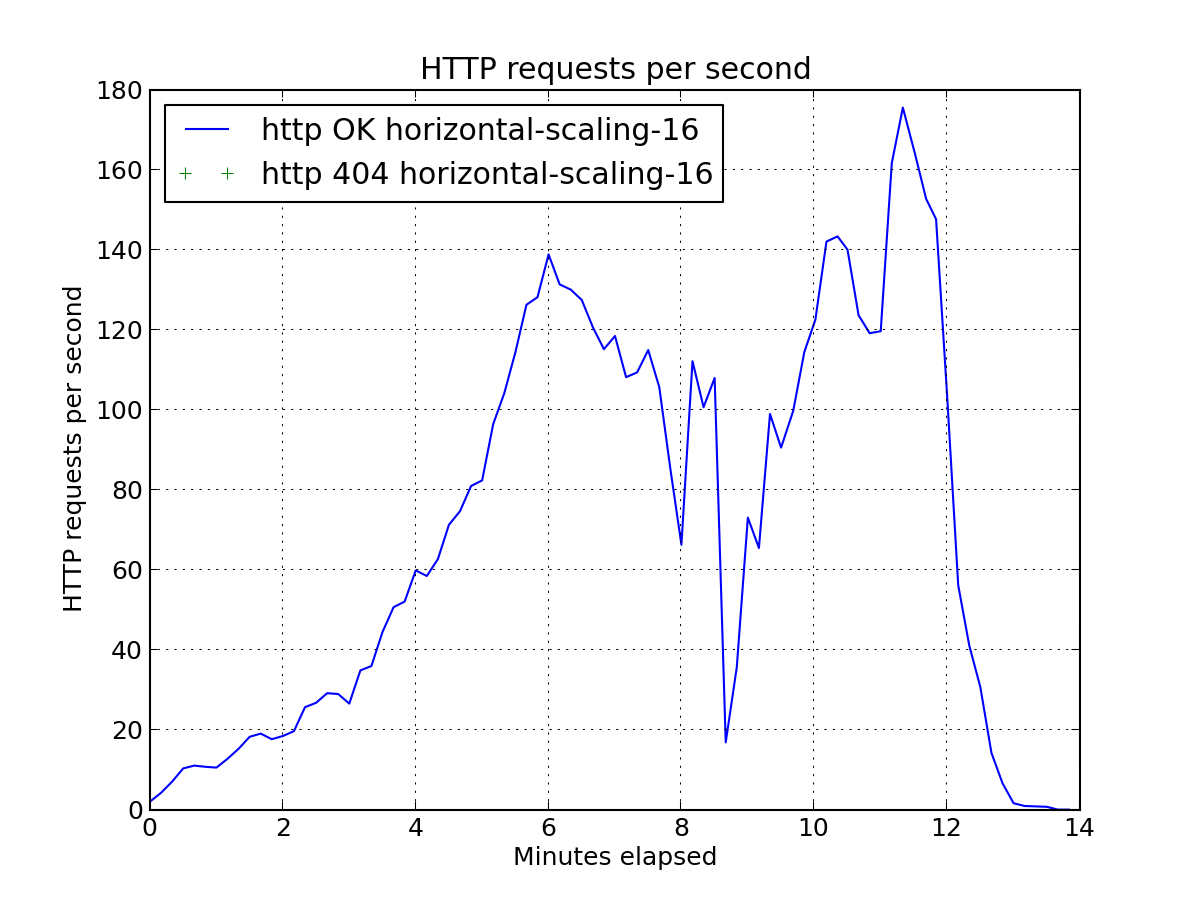 HTTP requests per second
180
160
140
120
100
80
60
40
20
0
http OK horizontal-scaling-16
http 404 horizontal-scaling-16
HTTP requests per second
0 2 4 6 8 10 12 14
Minutes elapsed